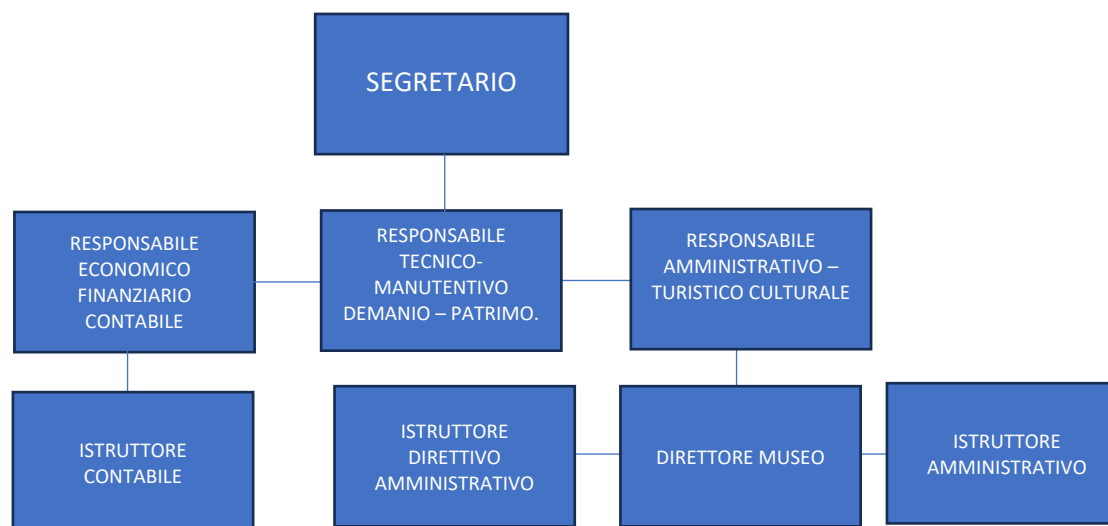 SEGRETARIO
RESPONSABILE
ECONOMICO
FINANZIARIO
CONTABILE
RESPONSABILE
TECNICO-
MANUTENTIVO
DEMANIO – PATRIMO.
RESPONSABILE
AMMINISTRATIVO –
TURISTICO CULTURALE
ISTRUTTORE
CONTABILE
ISTRUTTORE
DIRETTIVO
AMMINISTRATIVO
DIRETTORE MUSEO
ISTRUTTORE
AMMINISTRATIVO